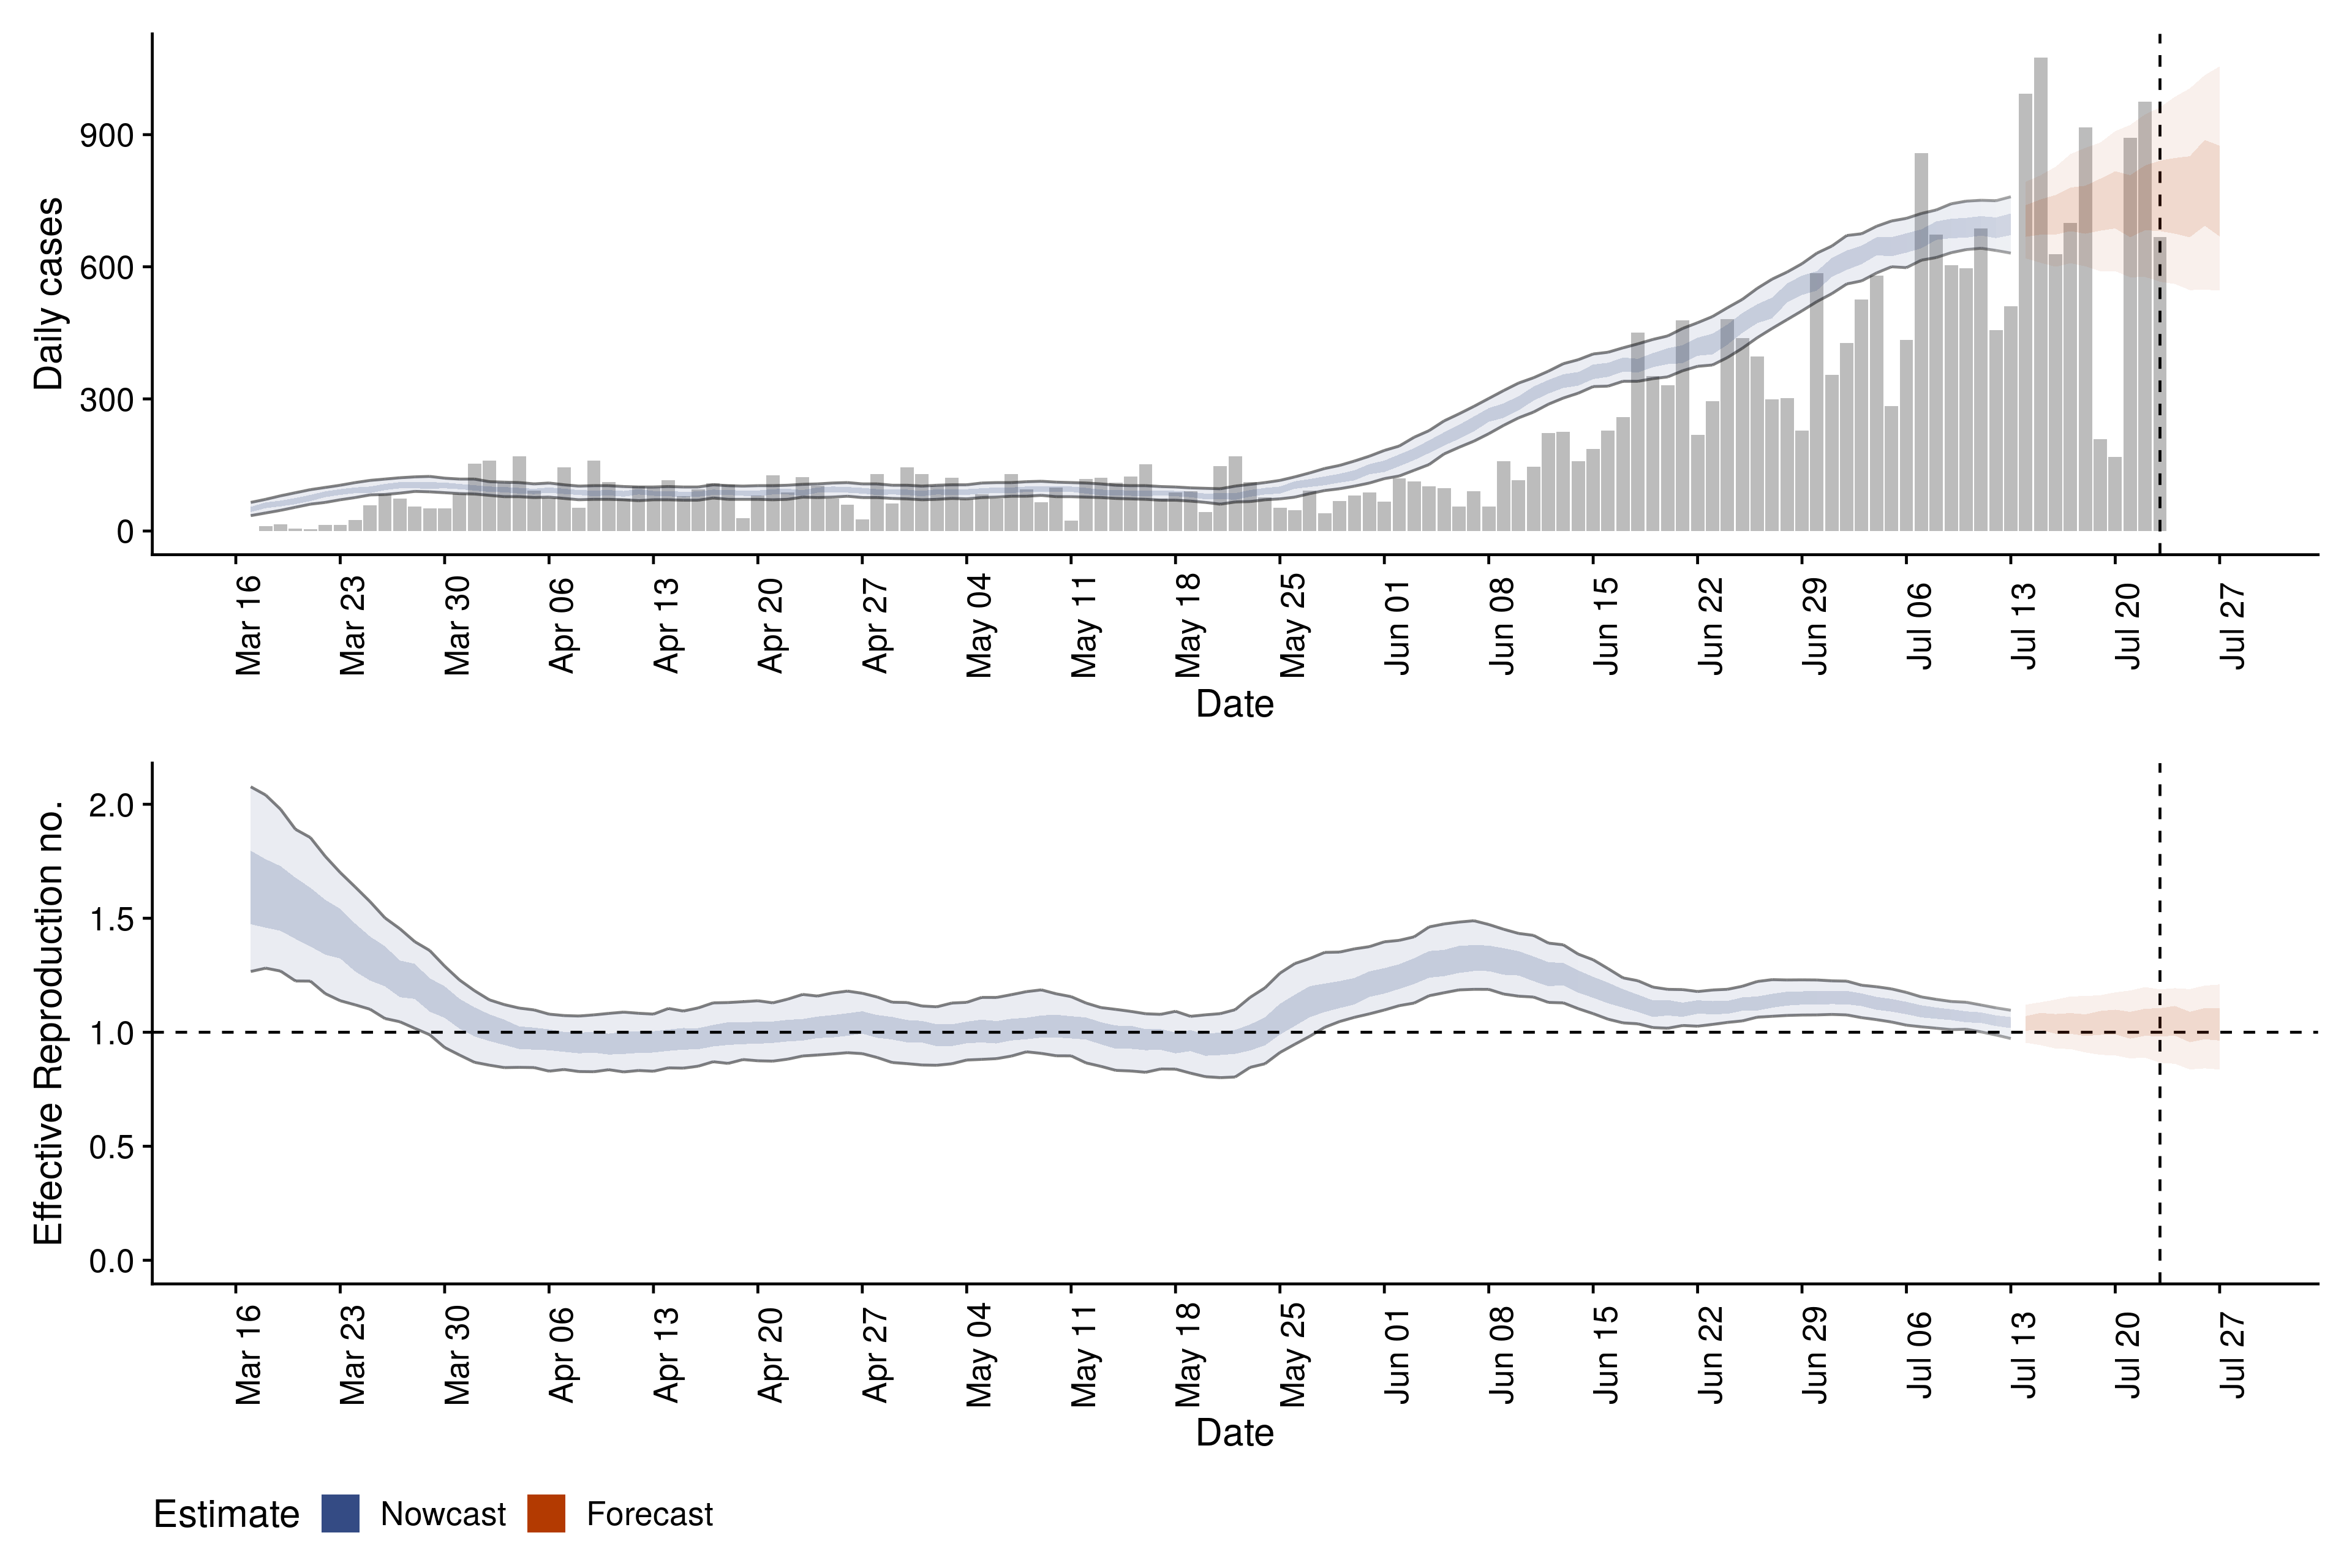 Daily cases
900
600
300
0
Mar 16
Mar 23
Mar 30
Apr 06
Apr 13
Apr 20
Apr 27
May 04
May 11
May 18
May 25
Jun 01
Jun 08
Jun 15
Jun 22
Jun 29
Jul 06
Jul 13
Jul 20
Jul 27
Date
Effective Reproduction no.
2.0
1.5
1.0
0.5
0.0
Mar 16
Mar 23
Mar 30
Apr 06
Apr 13
Apr 20
Apr 27
May 04
May 11
May 18
May 25
Jun 01
Jun 08
Jun 15
Jun 22
Jun 29
Jul 06
Jul 13
Jul 20
Jul 27
Date
Estimate Nowcast Forecast